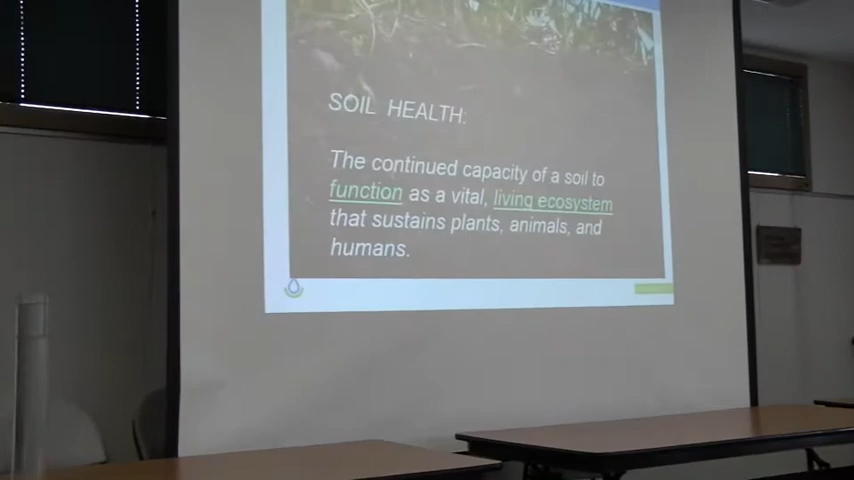 SOIL HEALTH:
The continued capacity of a soil to
function as a vital, living ecosystem
that sustains plants, animals, and
humans.